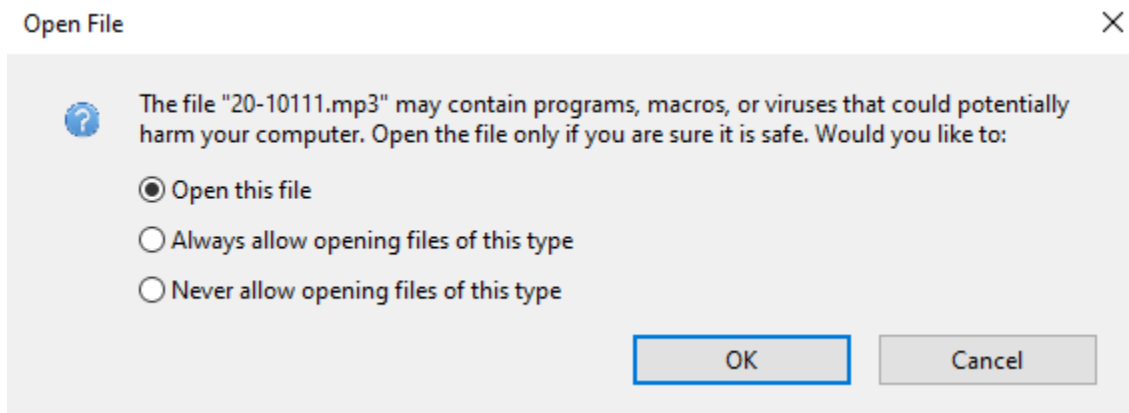 Open File
The file "20-10111.mp3" may contain programs, macros, or viruses that could potentially
harm your computer. Open the file only if you are sure it is safe. Would you like to:
Open this file
Always allow opening files of this type
Never allow opening files of this type
OK
Cancel